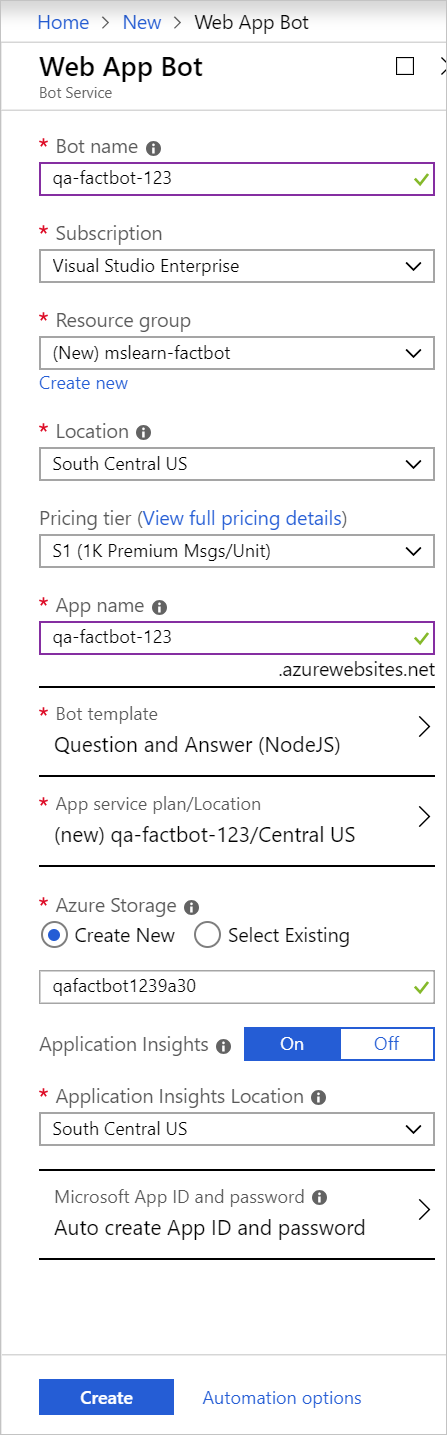 Home > New > Web App Bot
Web App Bot
Bot Service
* Bot name
qa-factbot-123
* Subscription
Visual Studio Enterprise
* Resource group
(New) mslearn-factbot
Create new
* Location
South Central US
Pricing tier (View full pricing details)
S1 (1K Premium Msgs/Unit)
* App name
qa-factbot-123
.azurewebsites.net
* Bot template
Question and Answer (NodeJS)
* App service plan/Location
(new) qa-factbot-123/Central US
* Azure Storage
Create New Select Existing
qafactbot1239a30
Application Insights On Off
* Application Insights Location
South Central US
Microsoft App ID and password
Auto create App ID and password
Create Automation options